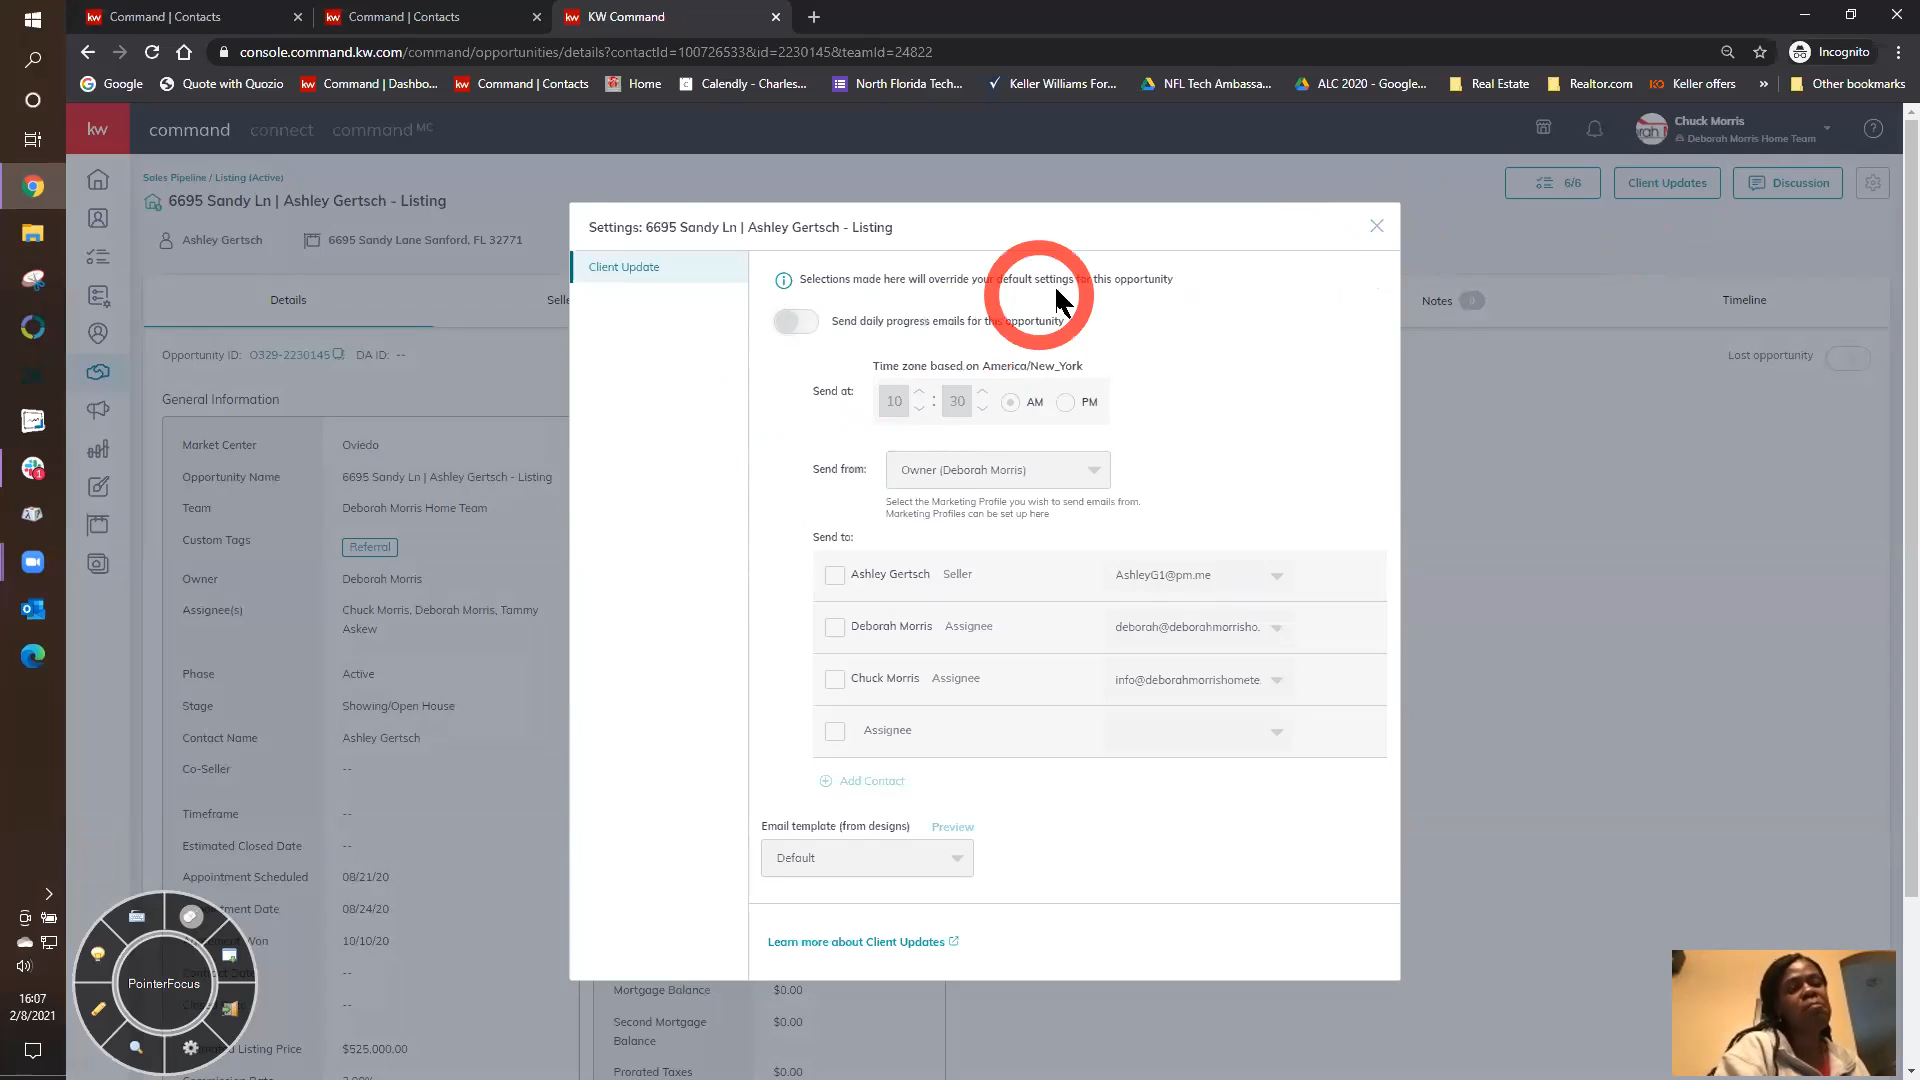 Command | Contacts
Command | Contacts
KW Command
console.command.kw.com/command/opportunities/details?contactId=100726533&id=2230145&teamId=24822
Incognito
Google
Quote with Quozio
Command | Dashbo...
Command | Contacts
Home
Calendly - Charles...
North Florida Tech...
Keller Williams For...
NFL Tech Ambassa...
ALC 2020 - Google...
Real Estate
Realtor.com
Keller offers
Other bookmarks
kw
command
connect
command MC
Chuck Morris
Deborah Morris Home Team
Sales Pipeline / Listing (Active)
6695 Sandy Ln | Ashley Gertsch - Listing
6/6
Client Updates
Discussion
Ashley Gertsch
6695 Sandy Lane Sanford, FL 32771
Details
Notes 0
Timeline
Opportunity ID: O329-2230145
DA ID: --
Lost opportunity
General Information
Market Center Oviedo
Opportunity Name 6695 Sandy Ln | Ashley Gertsch - Listing
Team Deborah Morris Home Team
Custom Tags Referral
Owner Deborah Morris
Assignee(s) Chuck Morris, Deborah Morris, Tammy
Askew
Phase Active
Stage Showing/Open House
Contact Name Ashley Gertsch
Co-Seller --
Timeframe --
Estimated Closed Date --
Appointment Scheduled 08/21/20
08/24/20
10/10/20
--
--
$525,000.00
Settings: 6695 Sandy Ln | Ashley Gertsch - Listing
Client Update
Selections made here will override your default settings for this opportunity
Send daily progress emails for this opportunity
Time zone based on America/New_York
Send at: 10 : 30 AM PM
Send from: Owner (Deborah Morris)
Select the Marketing Profile you wish to send emails from.
Marketing Profiles can be set up here
Send to:
Ashley Gertsch Seller AshleyG1@pm.me
Deborah Morris Assignee deborah@deborahmorrisho.
Chuck Morris Assignee info@deborahmorrishomete.
Assignee
Add Contact
Email template (from designs) Preview
Default
Learn more about Client Updates
Mortgage Balance $0.00
Second Mortgage $0.00
Balance
Prorated Taxes $0.00
PointerFocus
16:07
2/8/2021